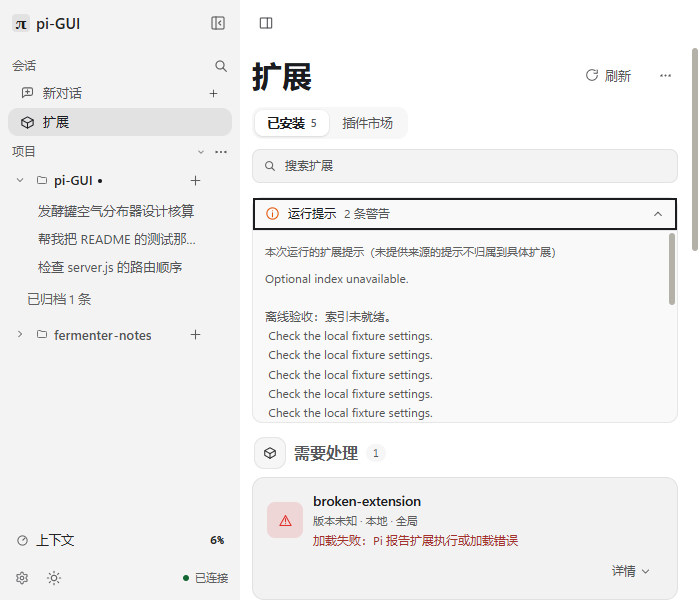 π pi-GUI
会话
新对话
扩展
项目
pi-GUI
发酵罐空气分布器设计核算
帮我把 README 的测试那...
检查 server.js 的路由顺序
已归档 1 条
fermenter-notes
上下文 6%
已连接
扩展
刷新
已安装 5 插件市场
搜索扩展
运行提示 2 条警告
本次运行的扩展提示（未提供来源的提示不归属到具体扩展）
Optional index unavailable.
离线验收：索引未就绪。
Check the local fixture settings.
Check the local fixture settings.
Check the local fixture settings.
Check the local fixture settings.
Check the local fixture settings.
需要处理 1
broken-extension
版本未知 · 本地 · 全局
加载失败：Pi 报告扩展执行或加载错误
详情